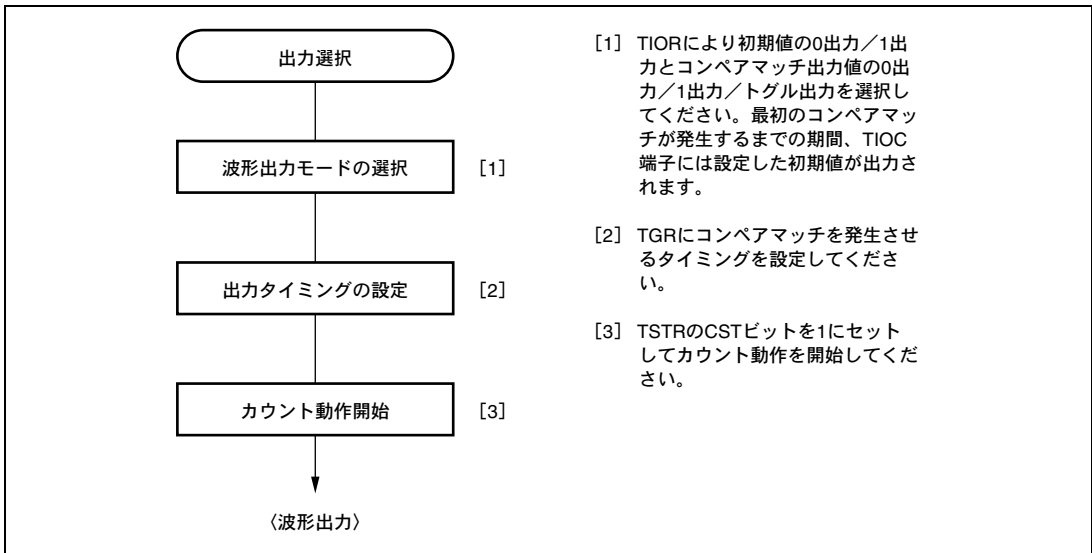 出力選択
波形出力モードの選択
[1]
出力タイミングの設定
[2]
カウント動作開始
[3]
〈波形出力〉
[1] TIORにより初期値の0出力／1出
力とコンペアマッチ出力値の0出
力／1出力／トグル出力を選択し
てください。最初のコンペアマッ
チが発生するまでの期間、TIOC
端子には設定した初期値が出力さ
れます。
[2] TGRにコンペアマッチを発生させ
るタイミングを設定してくださ
い。
[3] TSTRのCSTビットを1にセット
してカウント動作を開始してくだ
さい。